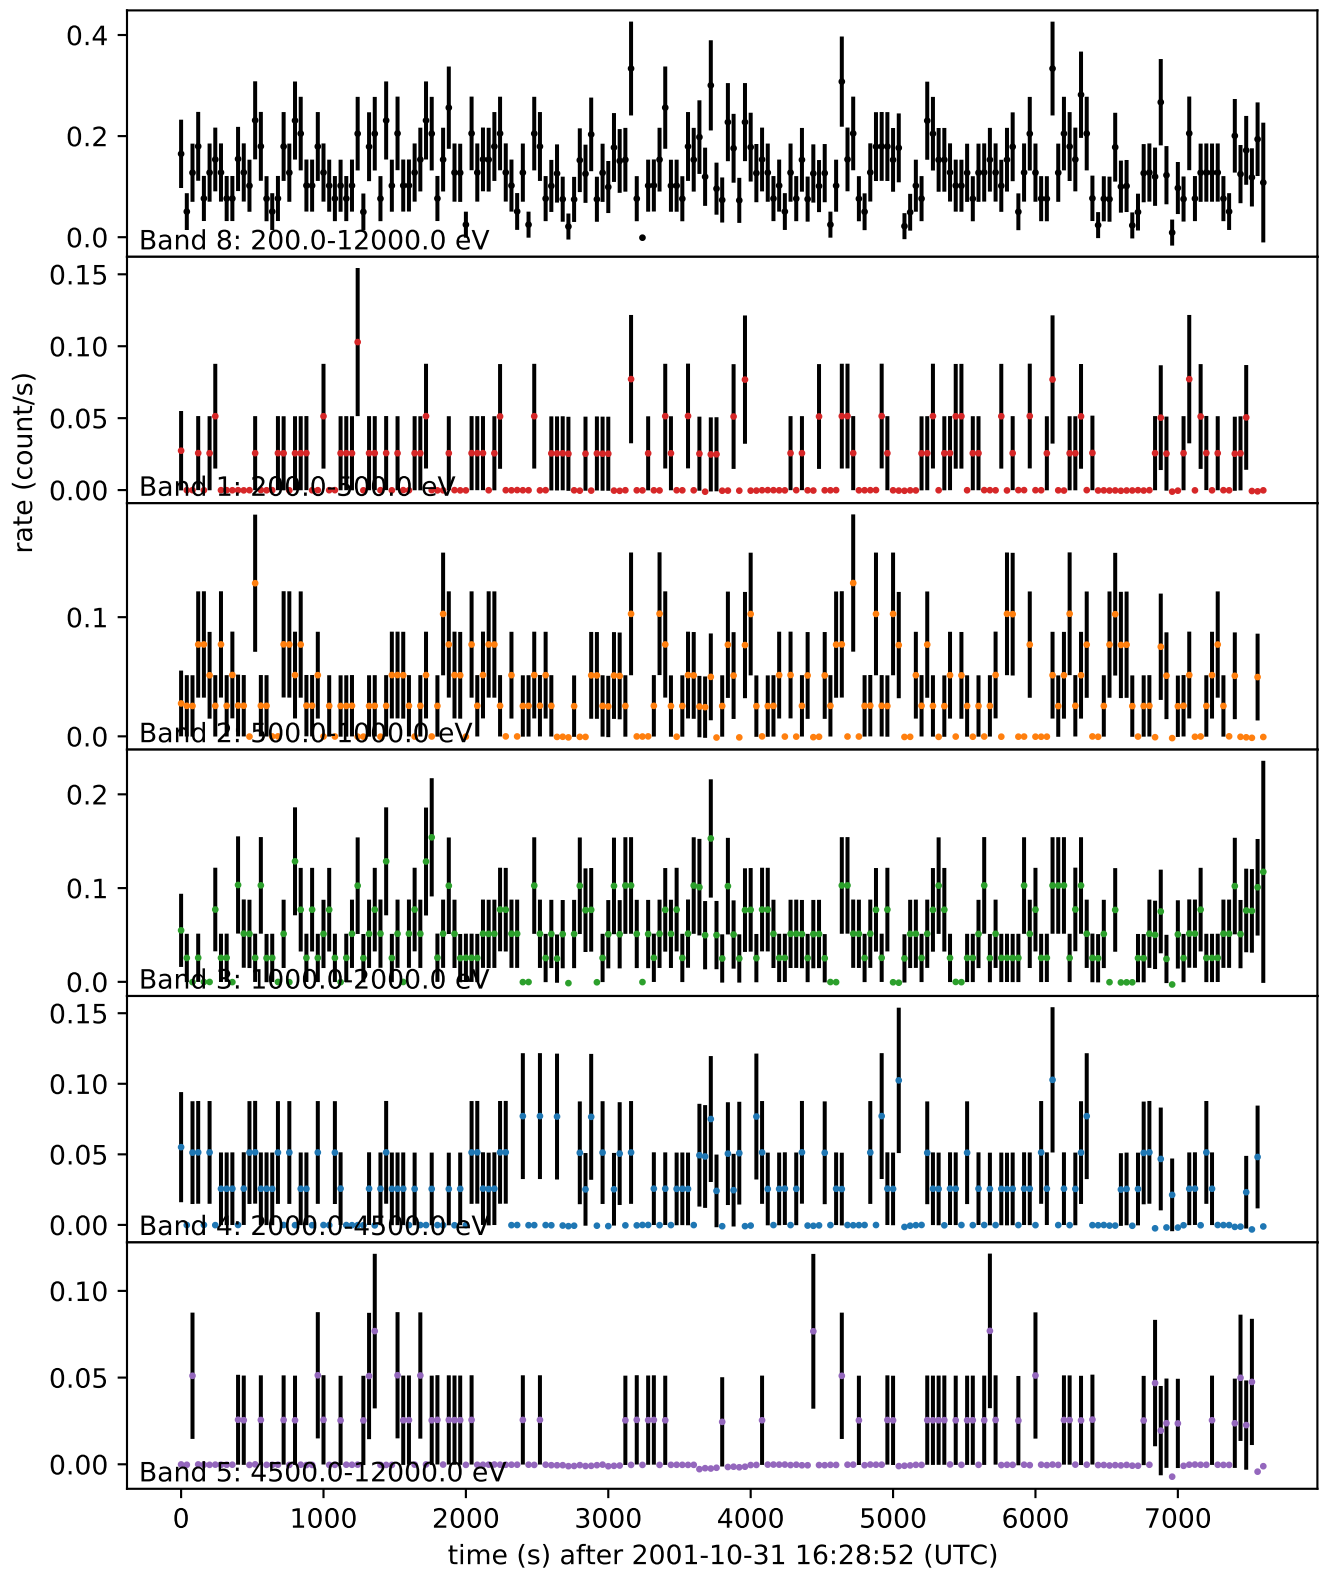 0.4
0.2
0.0
Band 8: 200.0-12000.0 eV
0.15
0.10
0.05
0.00
Band 1: 200.0-500.0 eV
rate (count/s)
0.1
0.0
Band 2: 500.0-1000.0 eV
0.2
0.1
0.0
Band 3: 1000.0-2000.0 eV
0.15
0.10
0.05
0.00
Band 4: 2000.0-4500.0 eV
0.10
0.05
0.00
Band 5: 4500.0-12000.0 eV
0 1000 2000 3000 4000 5000 6000 7000
time (s) after 2001-10-31 16:28:52 (UTC)